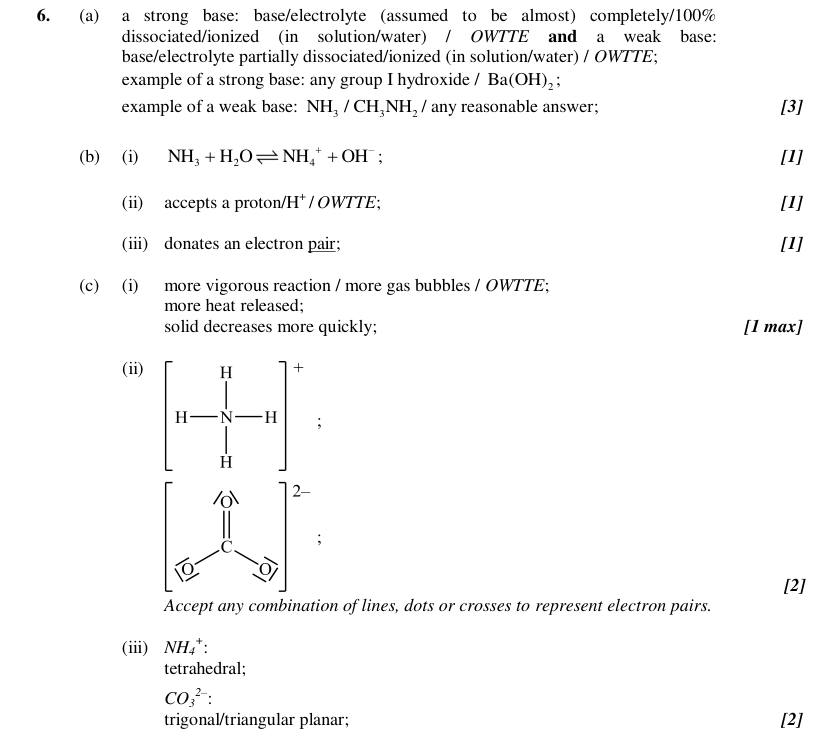 6. (a) a strong base: base/electrolyte (assumed to be almost) completely/100%
dissociated/ionized (in solution/water) / OWTTE and a weak base:
base/electrolyte partially dissociated/ionized (in solution/water) / OWTTE;
example of a strong base: any group I hydroxide / Ba(OH)₂;
example of a weak base: NH₃ / CH₃NH₂ / any reasonable answer; [3]
(b) (i) NH₃ + H₂O ⇌ NH₄⁺ + OH⁻ ; [1]
(ii) accepts a proton/H⁺ / OWTTE; [1]
(iii) donates an electron pair; [1]
(c) (i) more vigorous reaction / more gas bubbles / OWTTE;
more heat released;
solid decreases more quickly; [1 max]
(ii) H +
H—N—H ;
H
O 2–
C ;
O O
[2]
Accept any combination of lines, dots or crosses to represent electron pairs.
(iii) NH₄⁺:
tetrahedral;
CO₃²⁻:
trigonal/triangular planar; [2]